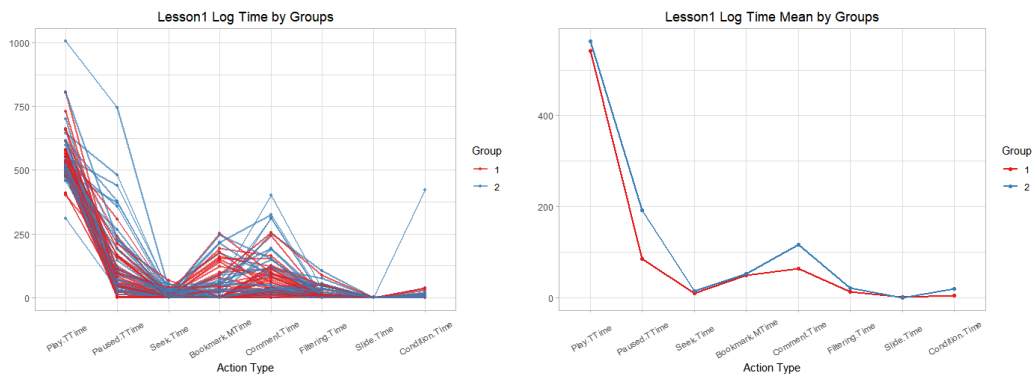 Lesson1 Log Time by Groups
1000
750
500
250
0
Play.TTime
Paused.TTime
Seek.Time
Bookmark.MTime
Comment.Time
Filtering.Time
Slide.Time
Condition.Time
Action Type
Group
1
2
Lesson1 Log Time Mean by Groups
400
200
0
Play.TTime
Paused.TTime
Seek.Time
Bookmark.MTime
Comment.Time
Filtering.Time
Slide.Time
Condition.Time
Action Type
Group
1
2